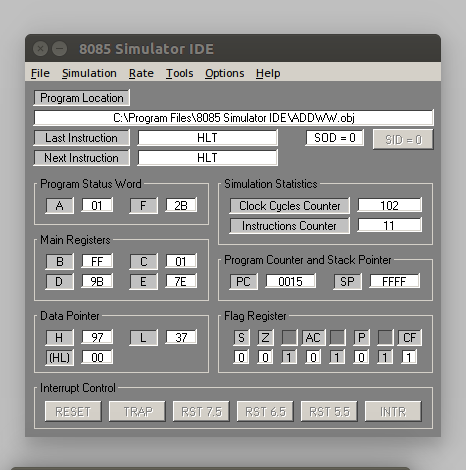 8085 Simulator IDE
File Simulation Rate Tools Options Help
Program Location
C:\Program Files\8085 Simulator IDE\ADDWW.obj
Last Instruction HLT SOD = 0 SID = 0
Next Instruction HLT
Program Status Word
A 01 F 2B
Simulation Statistics
Clock Cycles Counter 102
Instructions Counter 11
Main Registers
B FF C 01
D 9B E 7E
Program Counter and Stack Pointer
PC 0015 SP FFFF
Data Pointer
H 97 L 37
(HL) 00
Flag Register
S Z AC P CF
0 0 1 0 1 0 1 1
Interrupt Control
RESET TRAP RST 7.5 RST 6.5 RST 5.5 INTR